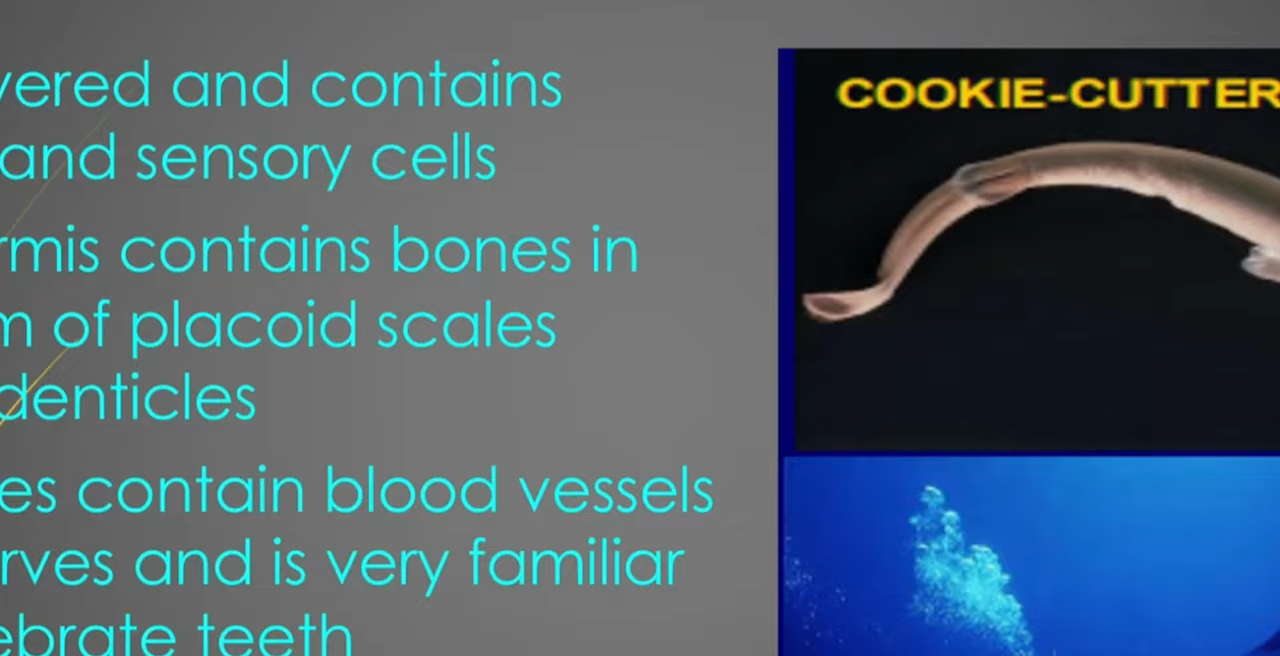 vered and contains
and sensory cells
rmis contains bones in
m of placoid scales
denticles
es contain blood vessels
rves and is very familiar
ebrate teeth
COOKIE-CUTTER